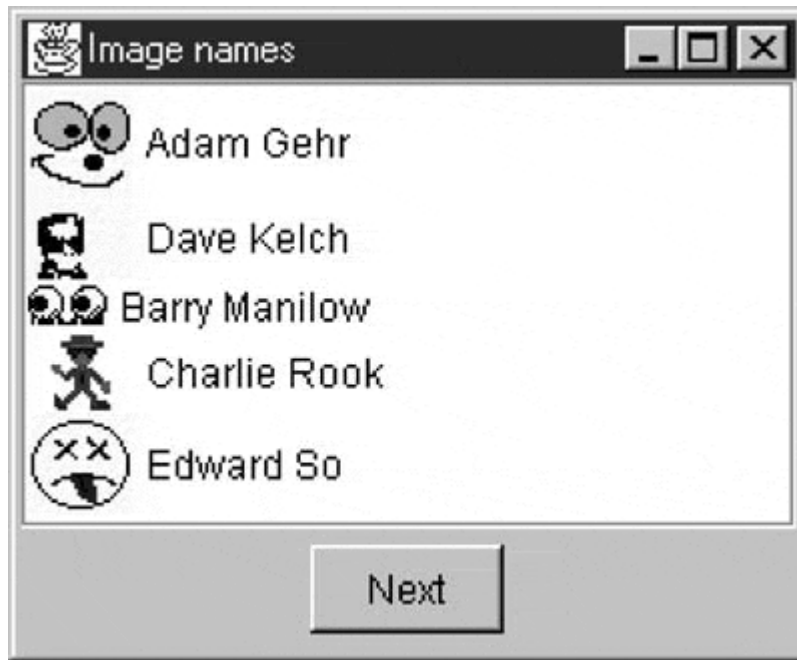 Image names
Adam Gehr
Dave Kelch
Barry Manilow
Charlie Rook
Edward So
Next